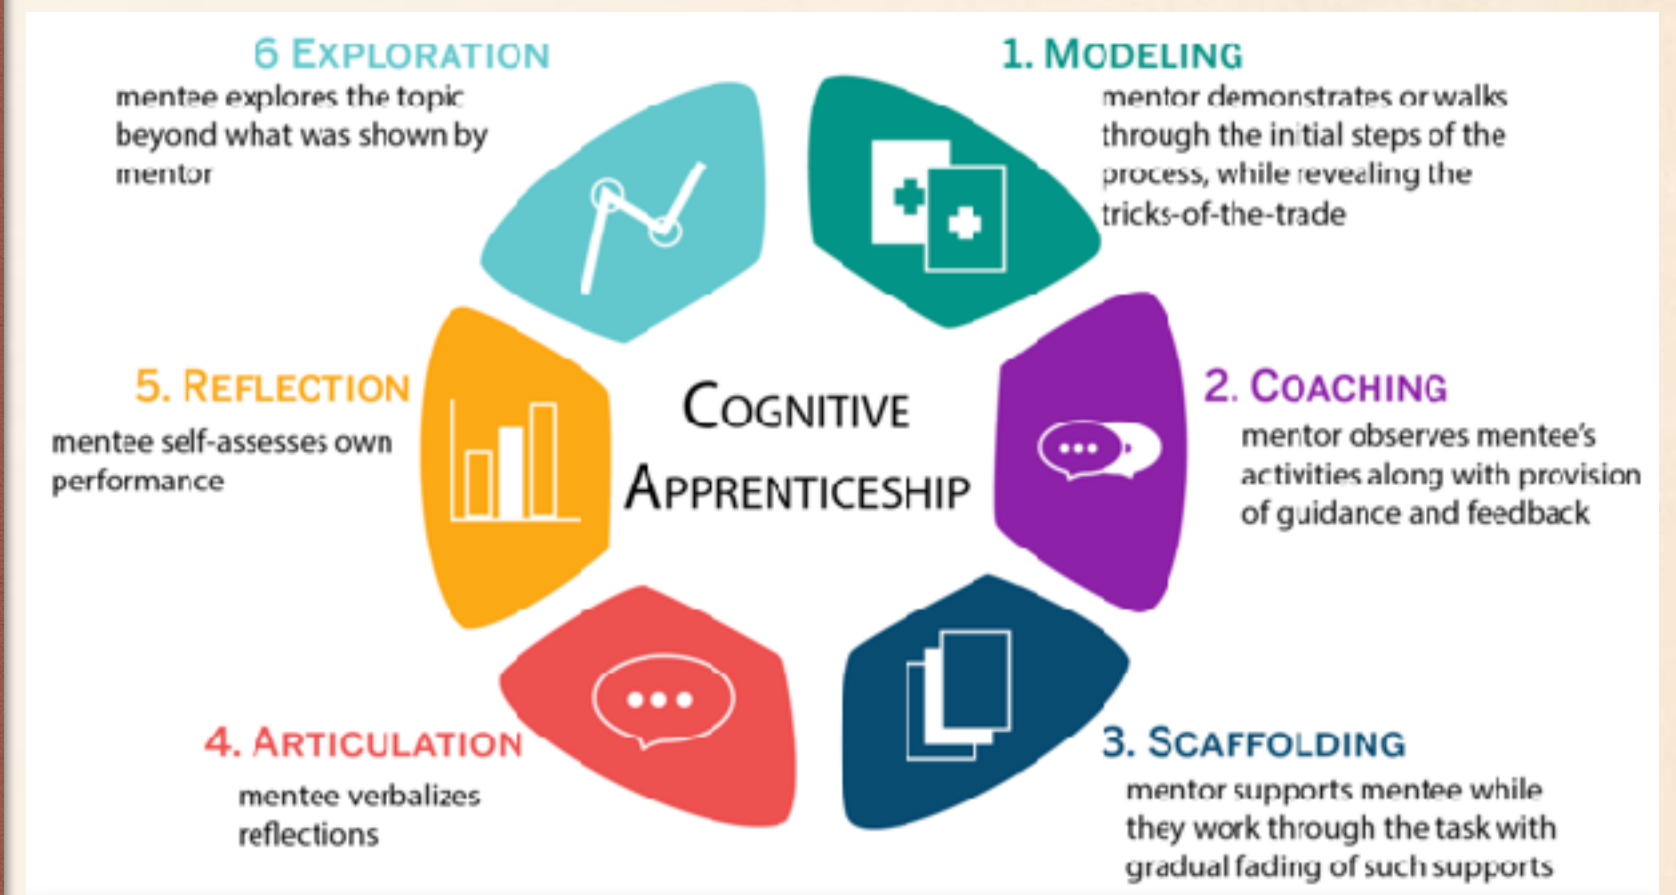 1. MODELING
mentor demonstrates or walks
through the initial steps of the
process, while revealing the
tricks-of-the-trade
2. COACHING
mentor observes mentee's
activities along with provision
of guidance and feedback
3. SCAFFOLDING
mentor supports mentee while
they work through the task with
gradual fading of such supports
4. ARTICULATION
mentee verbalizes
reflections
5. REFLECTION
mentee self-assesses own
performance
6 EXPLORATION
mentee explores the topic
beyond what was shown by
mentor
COGNITIVE
APPRENTICESHIP